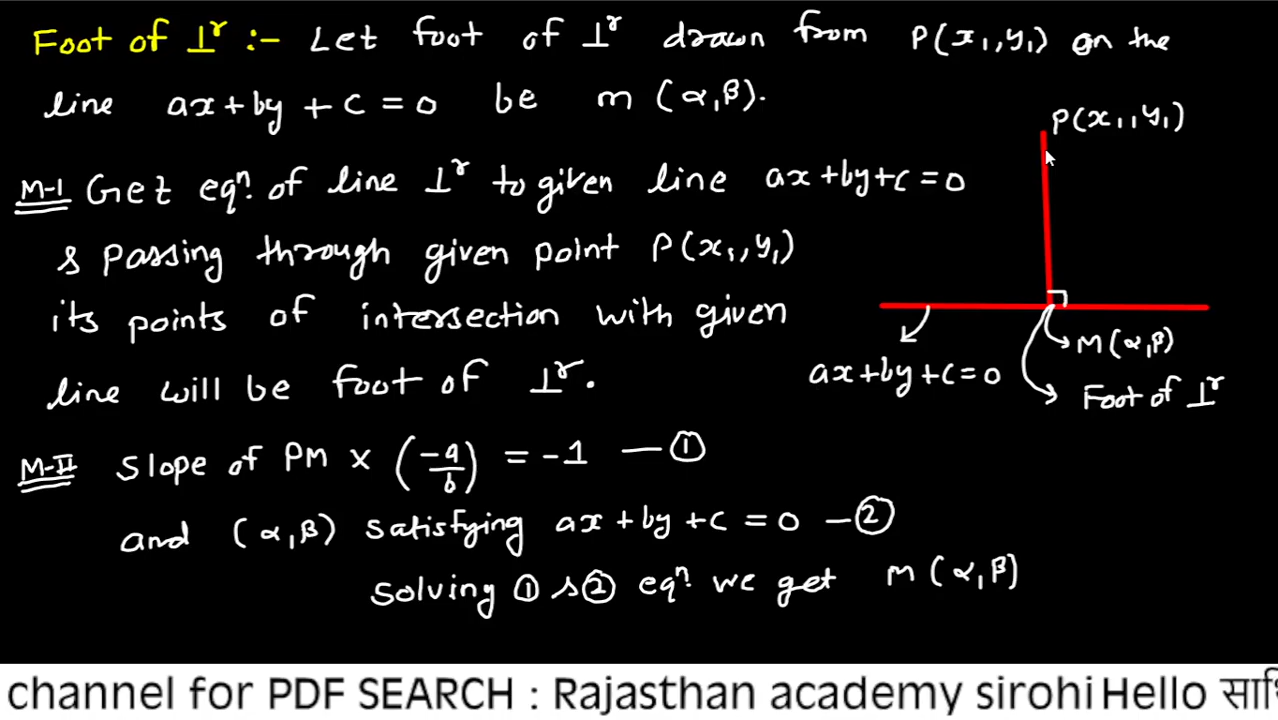 Foot of ⊥ʳ :- Let foot of ⊥ʳ drawn from P(x₁,y₁) on the
line ax+by+c=0 be m(α,β).
P(x₁,y₁)
M-I Get eqⁿ. of line ⊥ʳ to given line ax+by+c=0
& passing through given point P(x₁,y₁)
its points of intersection with given
line will be foot of ⊥ʳ.
M(α,β)
ax+by+c=0
Foot of ⊥ʳ
M-II Slope of PM × (-a/b) = -1 —①
and (α,β) satisfying ax+by+c=0 —②
Solving ① & ② eqⁿ. we get M(α,β)
channel for PDF SEARCH : Rajasthan academy sirohi Hello